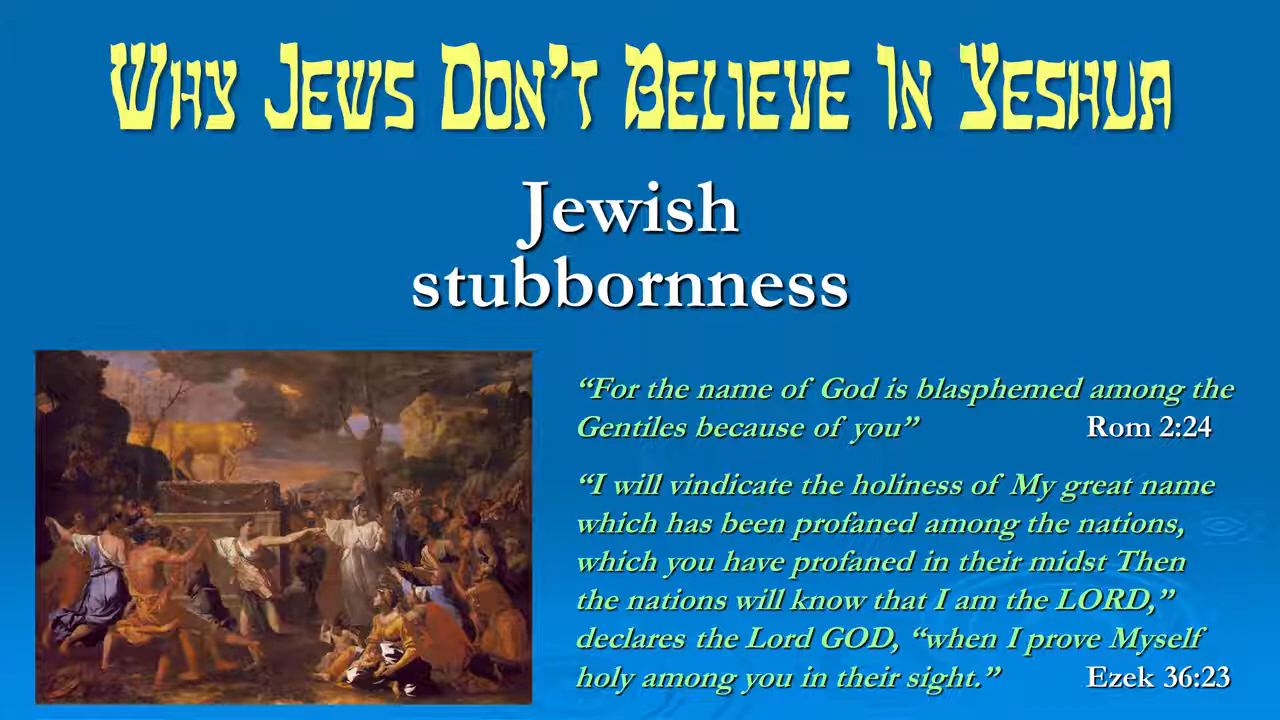 Why Jews Don't Believe In Yeshua
Jewish
stubbornness
“For the name of God is blasphemed among the
Gentiles because of you” Rom 2:24
“I will vindicate the holiness of My great name
which has been profaned among the nations,
which you have profaned in their midst Then
the nations will know that I am the LORD,”
declares the Lord GOD, “when I prove Myself
holy among you in their sight.” Ezek 36:23